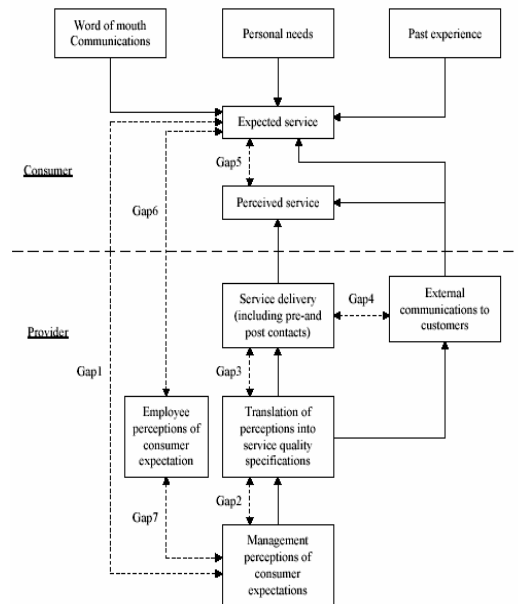 Word of mouth
Communications
Personal needs
Past experience
Expected service
Gap5
Consumer
Perceived service
Gap6
Service delivery
(including pre-and
post contacts)
Gap4
External
communications to
customers
Provider
Gap1
Gap3
Employee
perceptions of
consumer
expectation
Translation of
perceptions into
service quality
specifications
Gap2
Gap7
Management
perceptions of
consumer
expectations